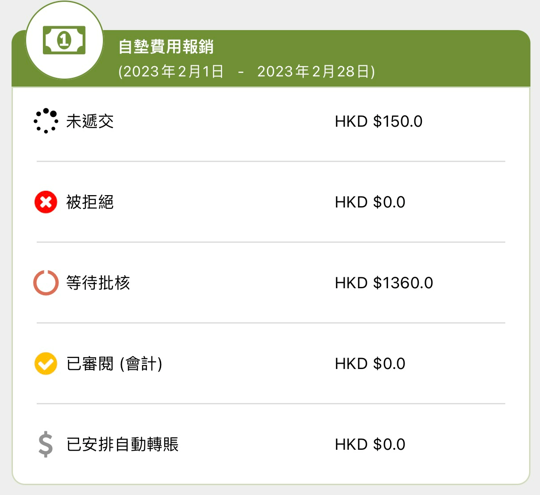 1
自墊費用報銷
(2023年2月1日 - 2023年2月28日)
未遞交 HKD $150.0
被拒絕 HKD $0.0
等待批核 HKD $1360.0
已審閱 (會計) HKD $0.0
$ 已安排自動轉賬 HKD $0.0